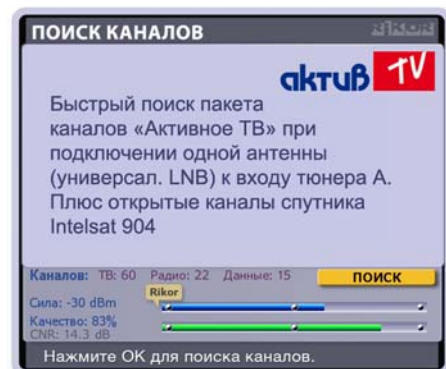 ПОИСК КАНАЛОВ
RIKOR
актив TV
Быстрый поиск пакета
каналов «Активное ТВ» при
подключении одной антенны
(универсал. LNB) к входу тюнера А.
Плюс открытые каналы спутника
Intelsat 904
Каналов: ТВ: 60 Радио: 22 Данные: 15
ПОИСК
Rikor
Сила: -30 dBm
Качество: 83%
CNR: 14.3 dB
Нажмите ОК для поиска каналов.